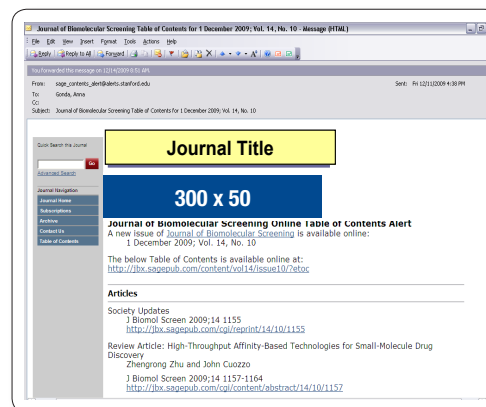 Journal of Biomolecular Screening Table of Contents for 1 December 2009; Vol. 14, No. 10 - Message (HTML)
File Edit View Insert Format Tools Actions Help
Reply Reply to All Forward
You forwarded this message on 12/14/2009 6:51 AM.
From: sage_contents_alert@alerts.stanford.edu Sent: Fri 12/11/2009 4:38 PM
To: Gonda, Anna
Cc:
Subject: Journal of Biomolecular Screening Table of Contents for 1 December 2009; Vol. 14, No. 10
Quick Search this Journal
Go
Advanced Search
Journal Navigation
Journal Home
Subscriptions
Archive
Contact Us
Table of Contents
Journal Title
300 x 50
Journal of Biomolecular Screening Online Table of Contents Alert
A new issue of Journal of Biomolecular Screening is available online:
1 December 2009; Vol. 14, No. 10
The below Table of Contents is available online at:
http://jbx.sagepub.com/content/vol14/issue10/?etoc
Articles
Society Updates
J Biomol Screen 2009;14 1155
http://jbx.sagepub.com/cgi/reprint/14/10/1155
Review Article: High-Throughput Affinity-Based Technologies for Small-Molecule Drug
Discovery
Zhengrong Zhu and John Cuozzo
J Biomol Screen 2009;14 1157-1164
http://jbx.sagepub.com/cgi/content/abstract/14/10/1157